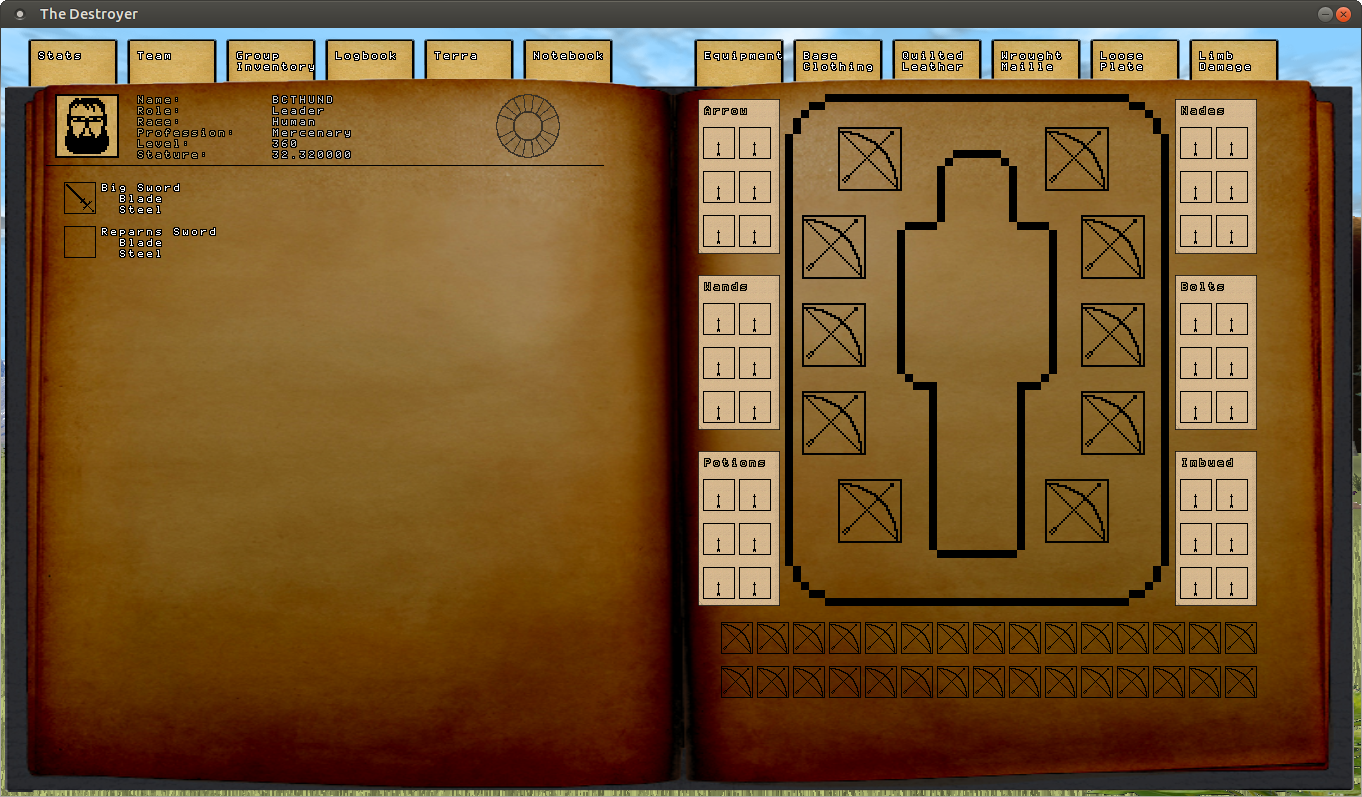 The Destroyer
Stats
Team
Group
Inventory
Logbook
Terra
Notebook
Equipment
Base
Clothing
Quilted
Leather
Wrought
Maille
Loose
Plate
Limb
Damage
Name: BCTHUND
Role: Leader
Race: Human
Profession: Mercenary
Level: 360
Stature: 32.320000
Big Sword
Blade
Steel
Reparns Sword
Blade
Steel
Arrow
Wands
Potions
Nades
Bolts
Imbued